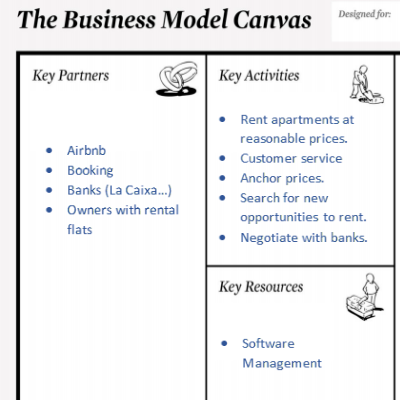 The Business Model Canvas
Designed for:
Key Partners
• Airbnb
• Booking
• Banks (La Caixa...)
• Owners with rental
flats
Key Activities
• Rent apartments at
reasonable prices.
• Customer service
• Anchor prices.
• Search for new
opportunities to rent.
• Negotiate with banks.
Key Resources
• Software
Management